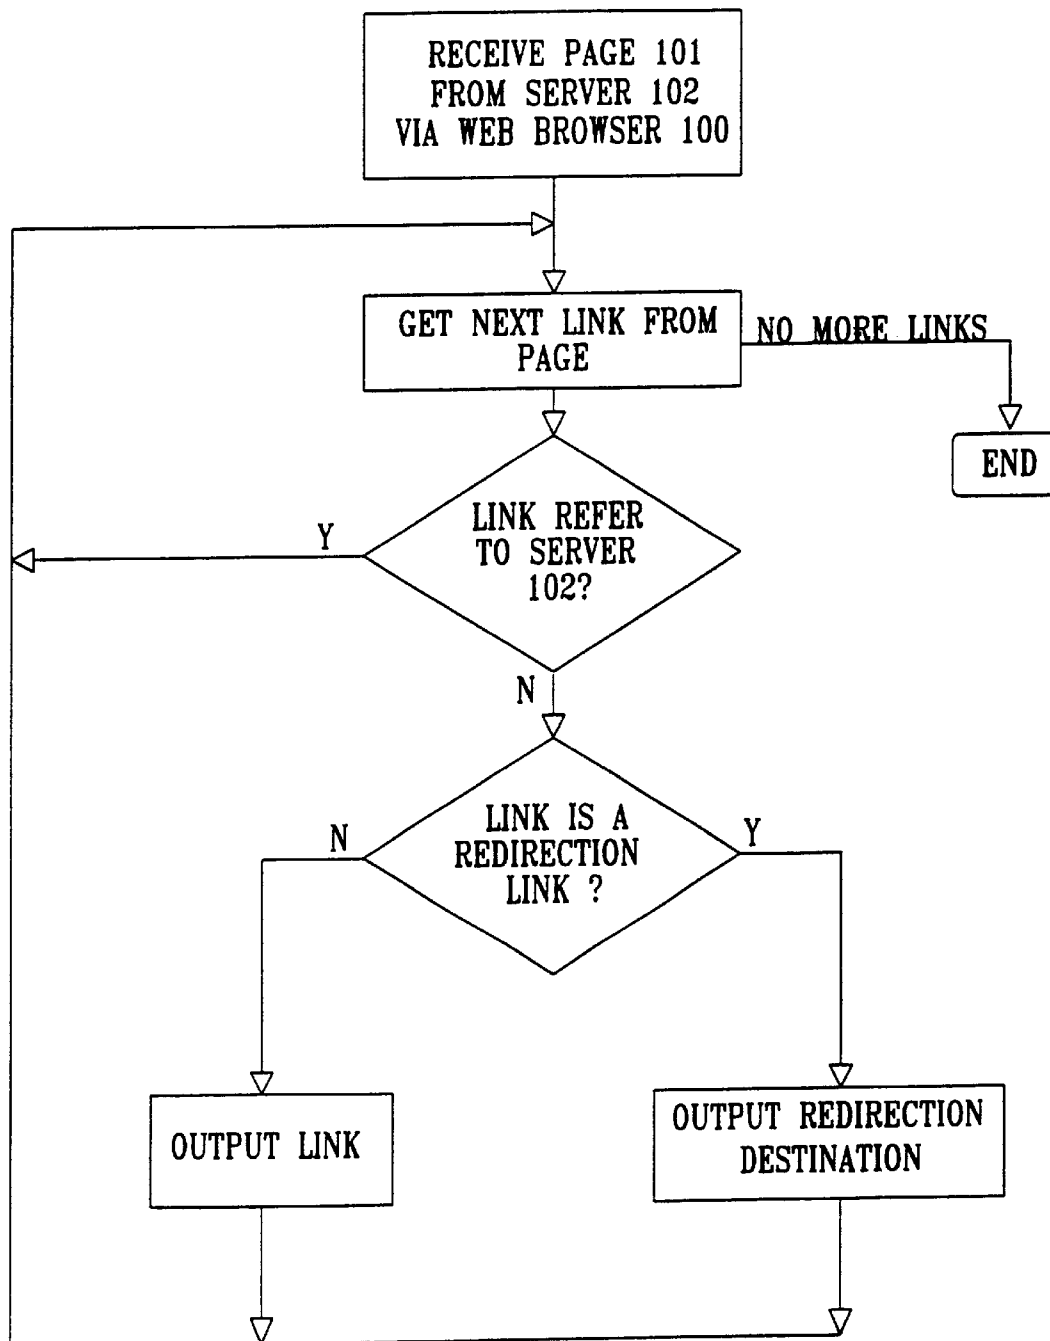 RECEIVE PAGE 101
FROM SERVER 102
VIA WEB BROWSER 100
GET NEXT LINK FROM
PAGE
NO MORE LINKS
END
LINK REFER
TO SERVER
102?
Y
N
LINK IS A
REDIRECTION
LINK ?
N
Y
OUTPUT LINK
OUTPUT REDIRECTION
DESTINATION